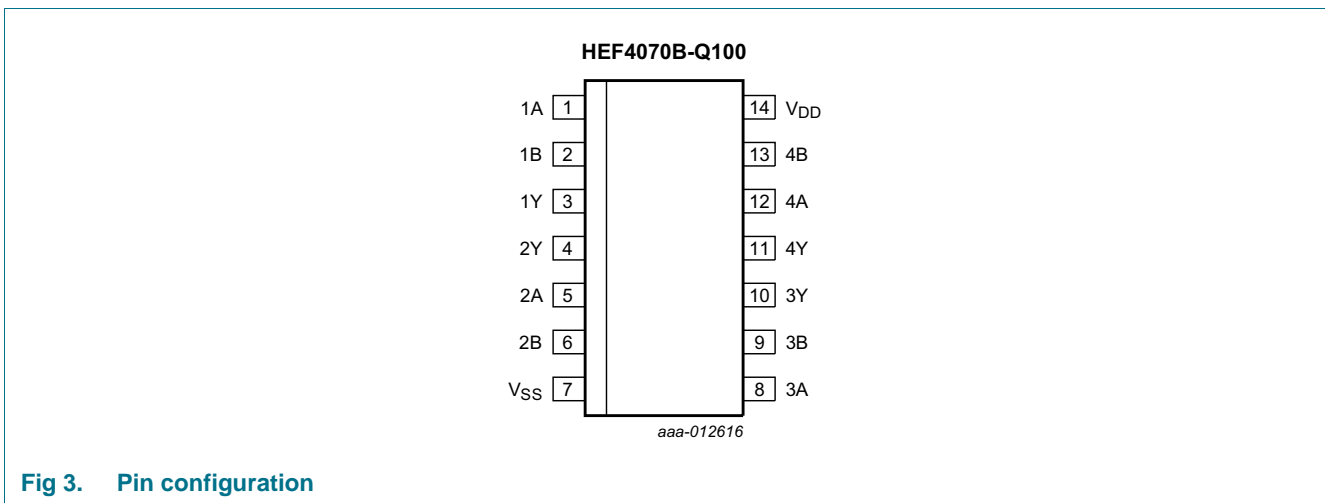 HEF4070B-Q100
1A 1 14 VDD
1B 2 13 4B
1Y 3 12 4A
2Y 4 11 4Y
2A 5 10 3Y
2B 6 9 3B
VSS 7 8 3A
aaa-012616
Fig 3. Pin configuration